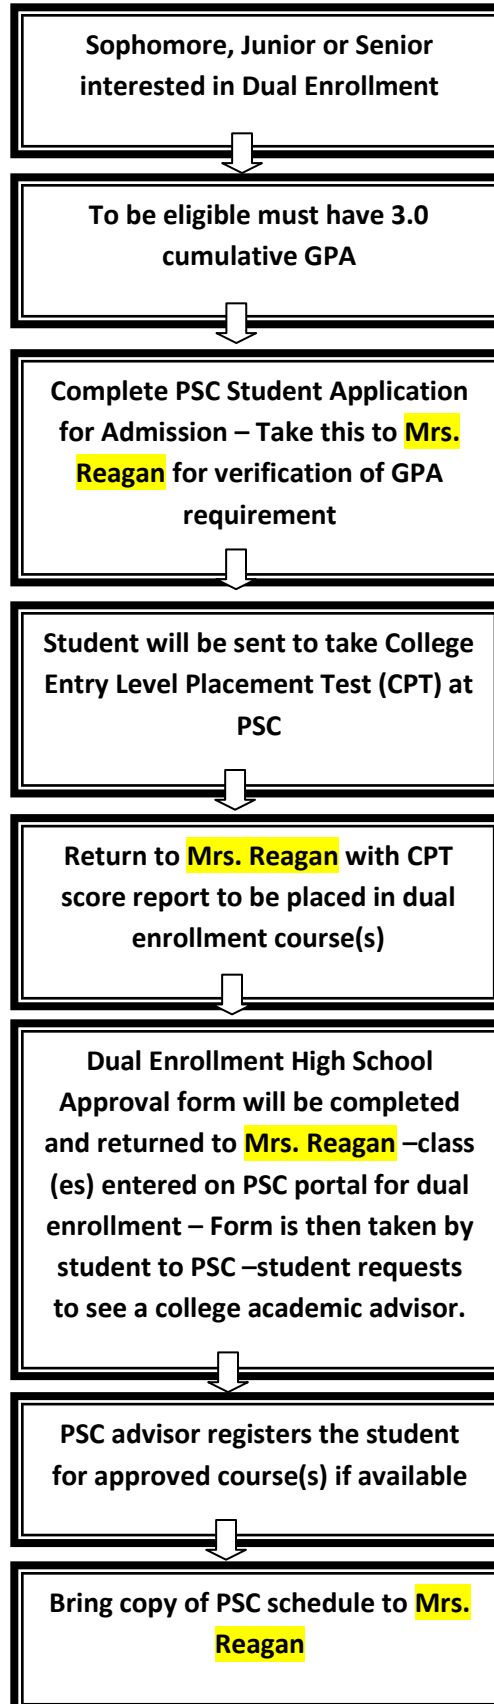 Sophomore, Junior or Senior
interested in Dual Enrollment
To be eligible must have 3.0
cumulative GPA
Complete PSC Student Application
for Admission – Take this to Mrs.
Reagan for verification of GPA
requirement
Student will be sent to take College
Entry Level Placement Test (CPT) at
PSC
Return to Mrs. Reagan with CPT
score report to be placed in dual
enrollment course(s)
Dual Enrollment High School
Approval form will be completed
and returned to Mrs. Reagan –class
(es) entered on PSC portal for dual
enrollment – Form is then taken by
student to PSC –student requests
to see a college academic advisor.
PSC advisor registers the student
for approved course(s) if available
Bring copy of PSC schedule to Mrs.
Reagan